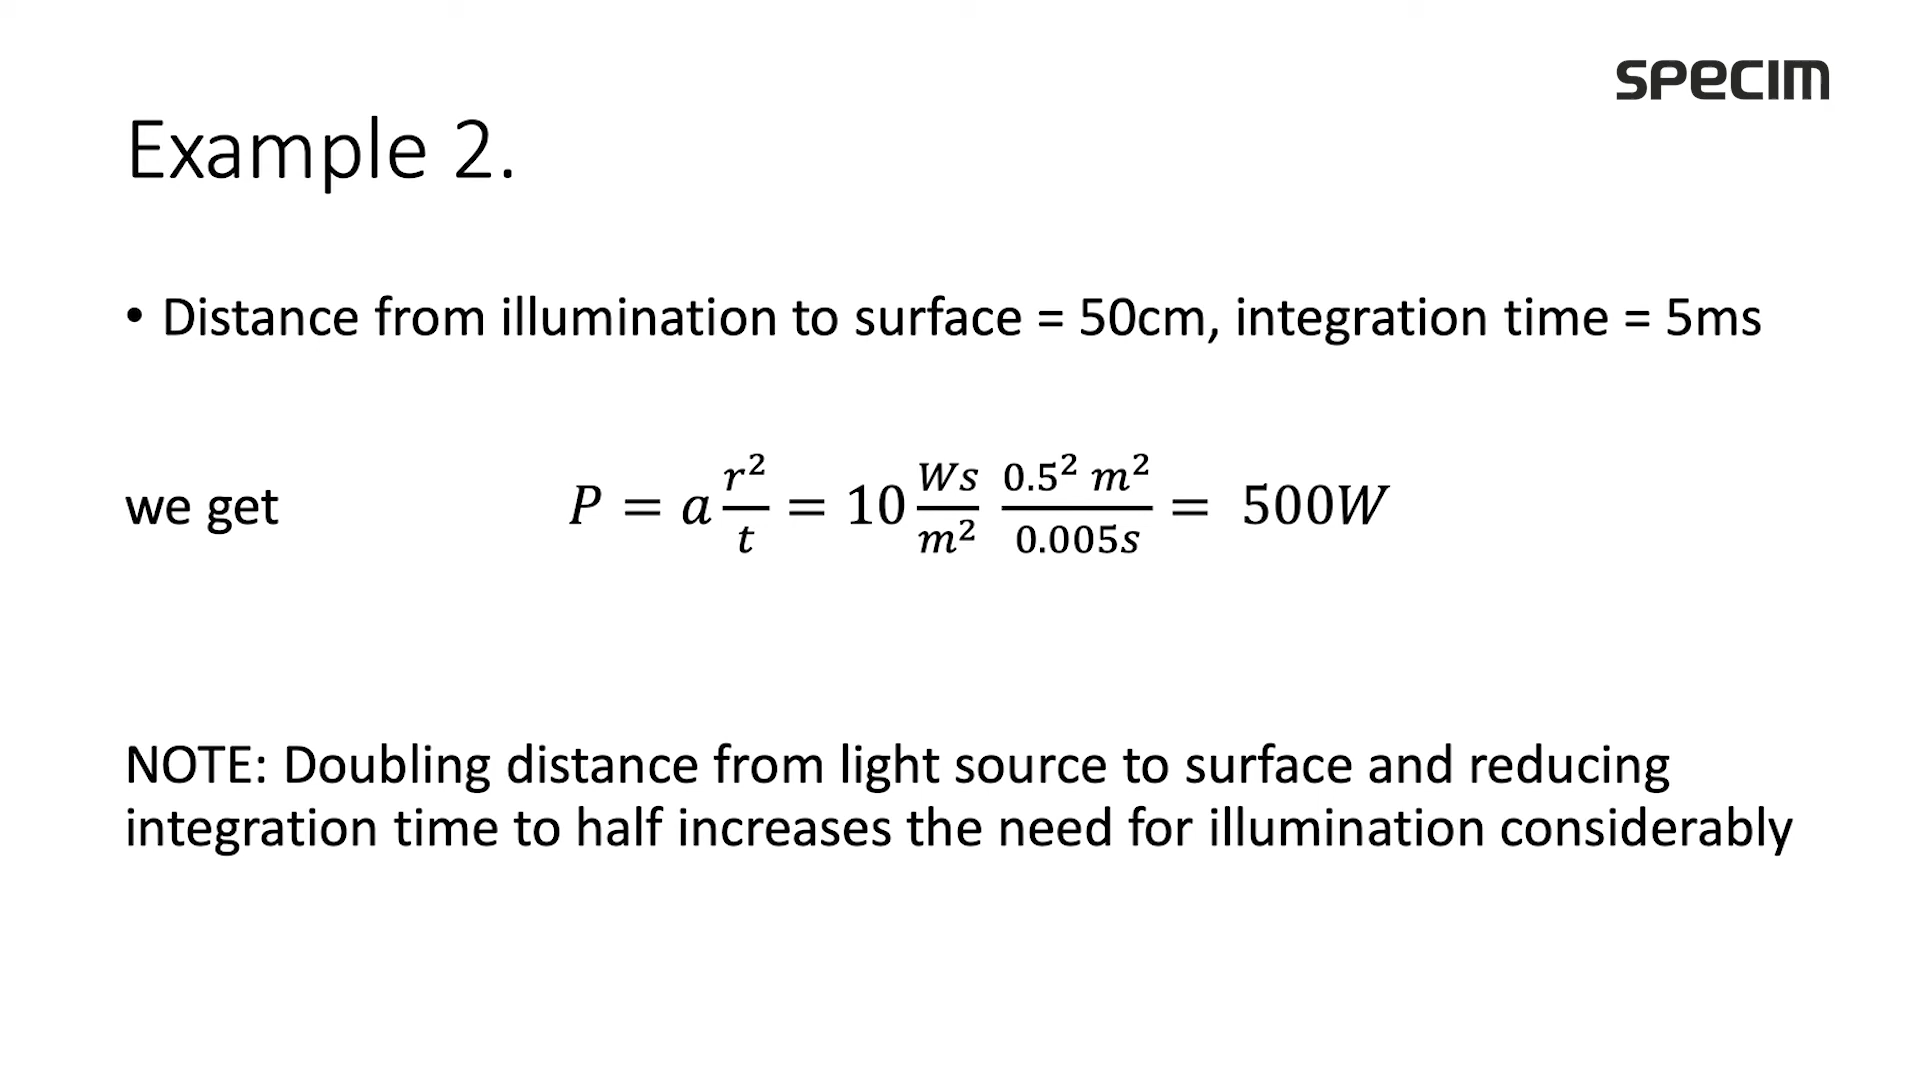 SPECIM
Example 2.
• Distance from illumination to surface = 50cm, integration time = 5ms
we get P = a r²/t = 10 Ws/m² 0.5² m²/0.005s = 500W
NOTE: Doubling distance from light source to surface and reducing
integration time to half increases the need for illumination considerably